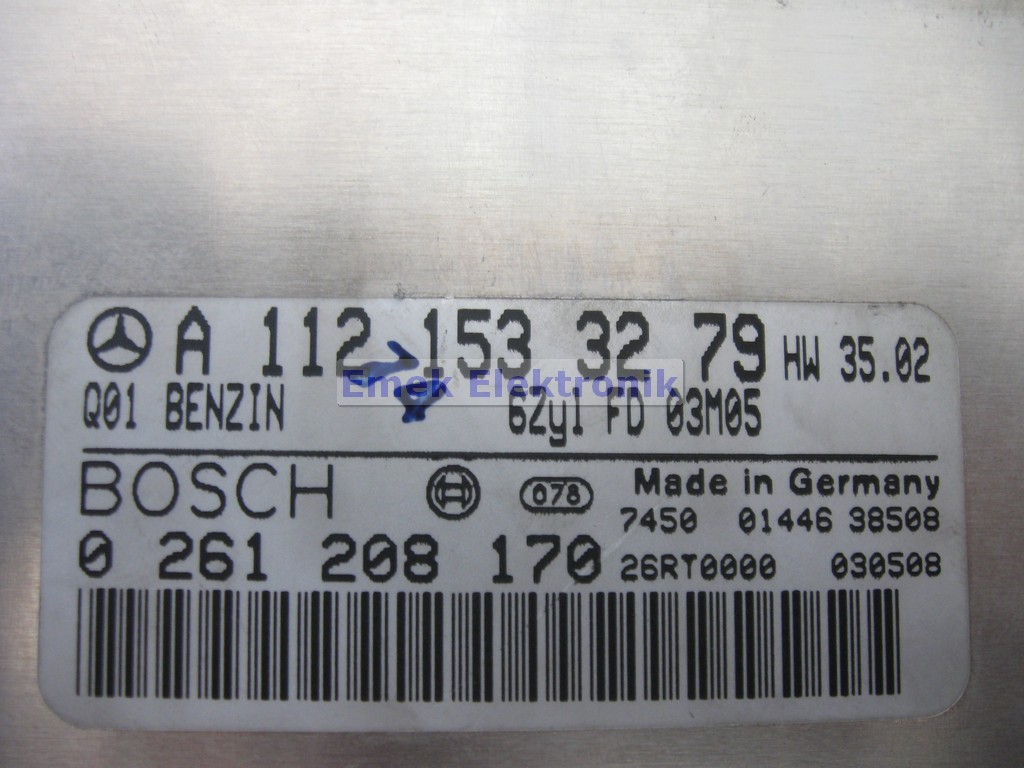 A 112 153 32 79 HW 35.02
Emek Elektronik
Q01 BENZIN 6Zyl FD 03M05
BOSCH 078 Made in Germany
7450 01446 38508
0 261 208 170 26RT0000 030508